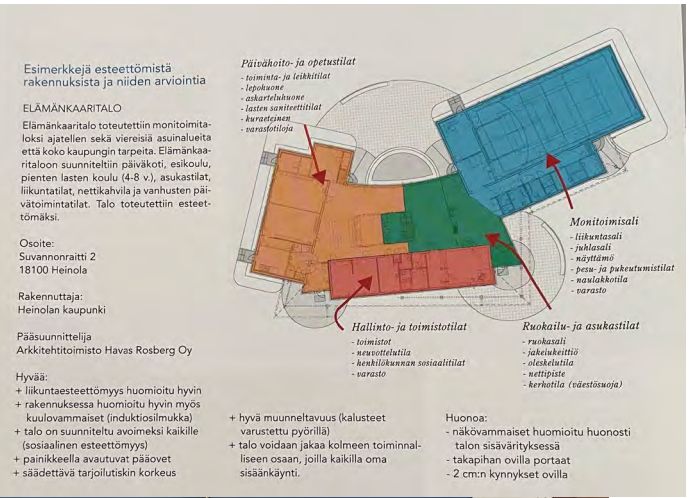 Esimerkkejä esteettömistä
rakennuksista ja niiden arviointia
ELÄMÄNKAARITALO
Elämänkaaritalo toteutettiin monitoimita-
loksi ajatellen sekä viereisiä asuinalueita
että koko kaupungin tarpeita. Elämänkaa-
ritaloon suunniteltiin päiväkoti, esikoulu,
pienten lasten koulu (4-8 v.), asukastilat,
liikuntatilat, nettikahvila ja vanhusten päi-
vätoimintatilat. Talo toteutettiin esteet-
tömäksi.
Osoite:
Suvannonraitti 2
18100 Heinola
Rakennuttaja:
Heinolan kaupunki
Pääsuunnittelija
Arkkitehtitoimisto Havas Rosberg Oy
Hyvää:
+ liikuntaesteettömyys huomioitu hyvin
+ rakennuksessa huomioitu hyvin myös
kuulovammaiset (induktiosilmukka)
+ talo on suunniteltu avoimeksi kaikille
(sosiaalinen esteettömyys)
+ painikkeella avautuvat pääovet
+ säädettävä tarjoilutiskin korkeus
Päivähoito- ja opetustilat
- toiminta- ja leikkitilat
- lepohuone
- askarteluhuone
- lasten saniteettitilat
- kuraeteinen
- varastotiloja
Monitoimisali
- liikuntasali
- juhlasali
- näyttämö
- pesu- ja pukeutumistilat
- naulakkotila
- varasto
Hallinto- ja toimistotilat
- toimistot
- neuvottelutila
- henkilökunnan sosiaalitilat
- varasto
Ruokailu- ja asukastilat
- ruokasali
- jakelukeittiö
- oleskelutila
- nettipiste
- kerhotila (väestösuoja)
+ hyvä muunneltavuus (kalusteet
varustettu pyörillä)
+ talo voidaan jakaa kolmeen toiminnal-
liseen osaan, joilla kaikilla oma
sisäänkäynti.
Huonoa:
- näkövammaiset huomioitu huonosti
talon sisävärityksessä
- takapihan ovilla portaat
- 2 cm:n kynnykset ovilla